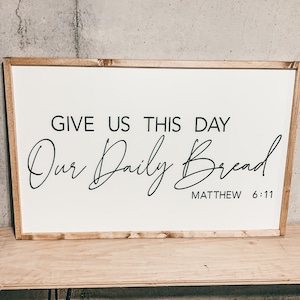 GIVE US THIS DAY
Our Daily Bread
MATTHEW 6:11